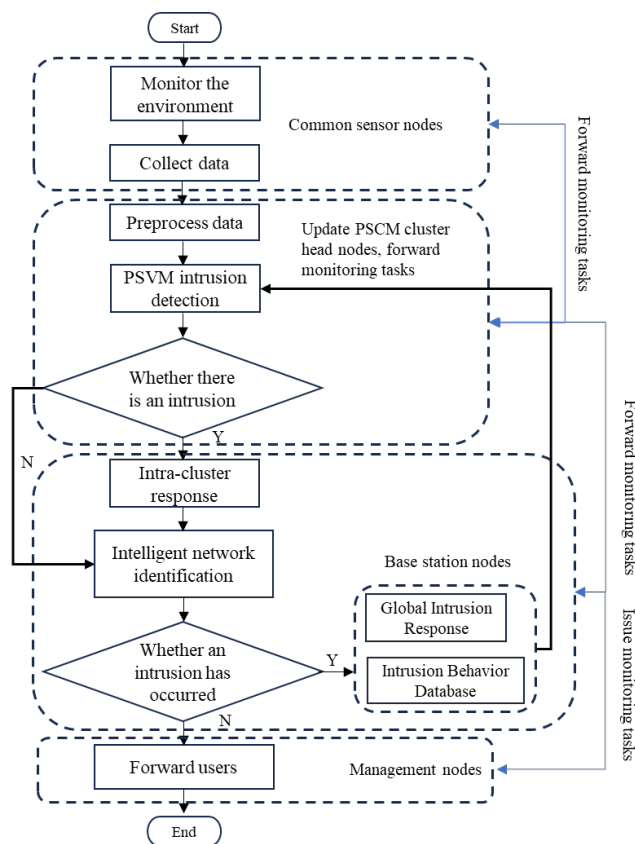 Start
Monitor the
environment
Common sensor nodes
Collect data
Forward monitoring tasks
Preprocess data
Update PSCM cluster
head nodes, forward
monitoring tasks
PSVM intrusion
detection
Whether there
is an intrusion
Y
N
Forward monitoring tasks
Intra-cluster
response
Intelligent network
identification
Base station nodes
Global Intrusion
Response
Whether an
intrusion has
occurred
Y
Intrusion Behavior
Database
Issue monitoring tasks
N
Forward users
Management nodes
End